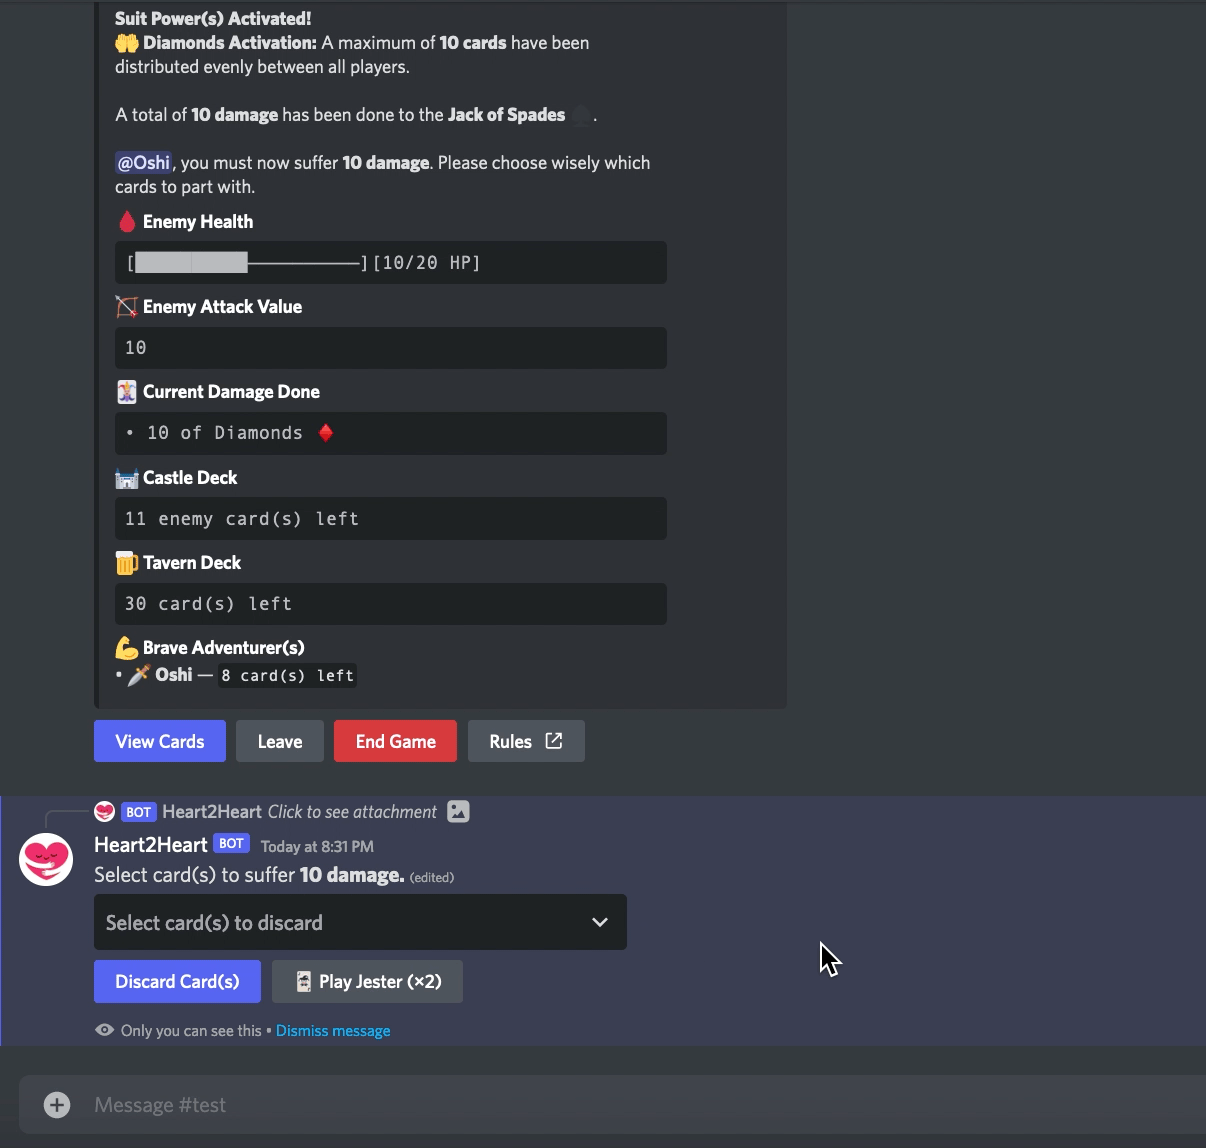 Suit Power(s) Activated!
🤲 Diamonds Activation: A maximum of 10 cards have been
distributed evenly between all players.
A total of 10 damage has been done to the Jack of Spades ♠.
@Oshi, you must now suffer 10 damage. Please choose wisely which
cards to part with.
🩸 Enemy Health
[██████████──────────][10/20 HP]
🏹 Enemy Attack Value
10
🃏 Current Damage Done
• 10 of Diamonds ♦
🏰 Castle Deck
11 enemy card(s) left
🍺 Tavern Deck
30 card(s) left
💪 Brave Adventurer(s)
• 🗡 Oshi — 8 card(s) left
View Cards Leave End Game Rules
BOT Heart2Heart Click to see attachment
Heart2Heart BOT Today at 8:31 PM
Select card(s) to suffer 10 damage. (edited)
Select card(s) to discard
Discard Card(s) Play Jester (×2)
Only you can see this • Dismiss message
Message #test